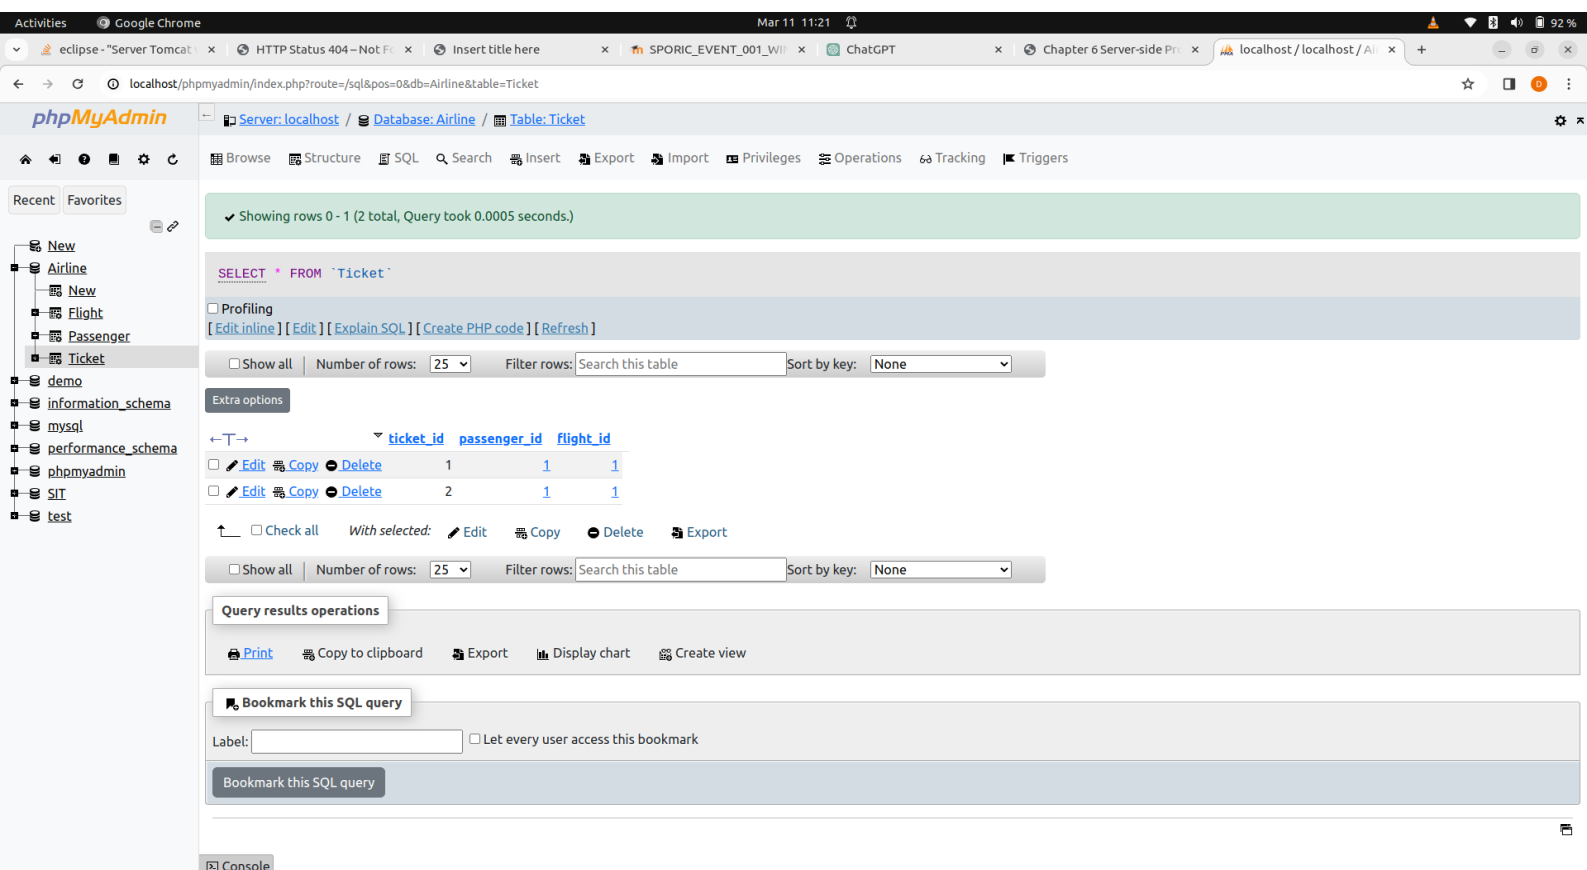 Activities Google Chrome Mar 11 11:21 92 %
eclipse - "Server Tomcat HTTP Status 404 – Not Insert title here SPORIC_EVENT_001_WIN ChatGPT Chapter 6 Server-side localhost / localhost /
localhost/phpmyadmin/index.php?route=/sql&pos=0&db=Airline&table=Ticket D
phpMyAdmin
Server: localhost / Database: Airline / Table: Ticket
Browse Structure SQL Search Insert Export Import Privileges Operations Tracking Triggers
Recent Favorites
New
Airline
New
Flight
Passenger
Ticket
demo
information_schema
mysql
performance_schema
phpmyadmin
SIT
test
Showing rows 0 - 1 (2 total, Query took 0.0005 seconds.)
SELECT * FROM `Ticket`
Profiling
[ Edit inline ] [ Edit ] [ Explain SQL ] [ Create PHP code ] [ Refresh ]
Show all Number of rows: 25 Filter rows: Search this table Sort by key: None
Extra options
←T→ ticket_id passenger_id flight_id
Edit Copy Delete 1 1 1
Edit Copy Delete 2 1 1
Check all With selected: Edit Copy Delete Export
Show all Number of rows: 25 Filter rows: Search this table Sort by key: None
Query results operations
Print Copy to clipboard Export Display chart Create view
Bookmark this SQL query
Label: Let every user access this bookmark
Bookmark this SQL query
Console